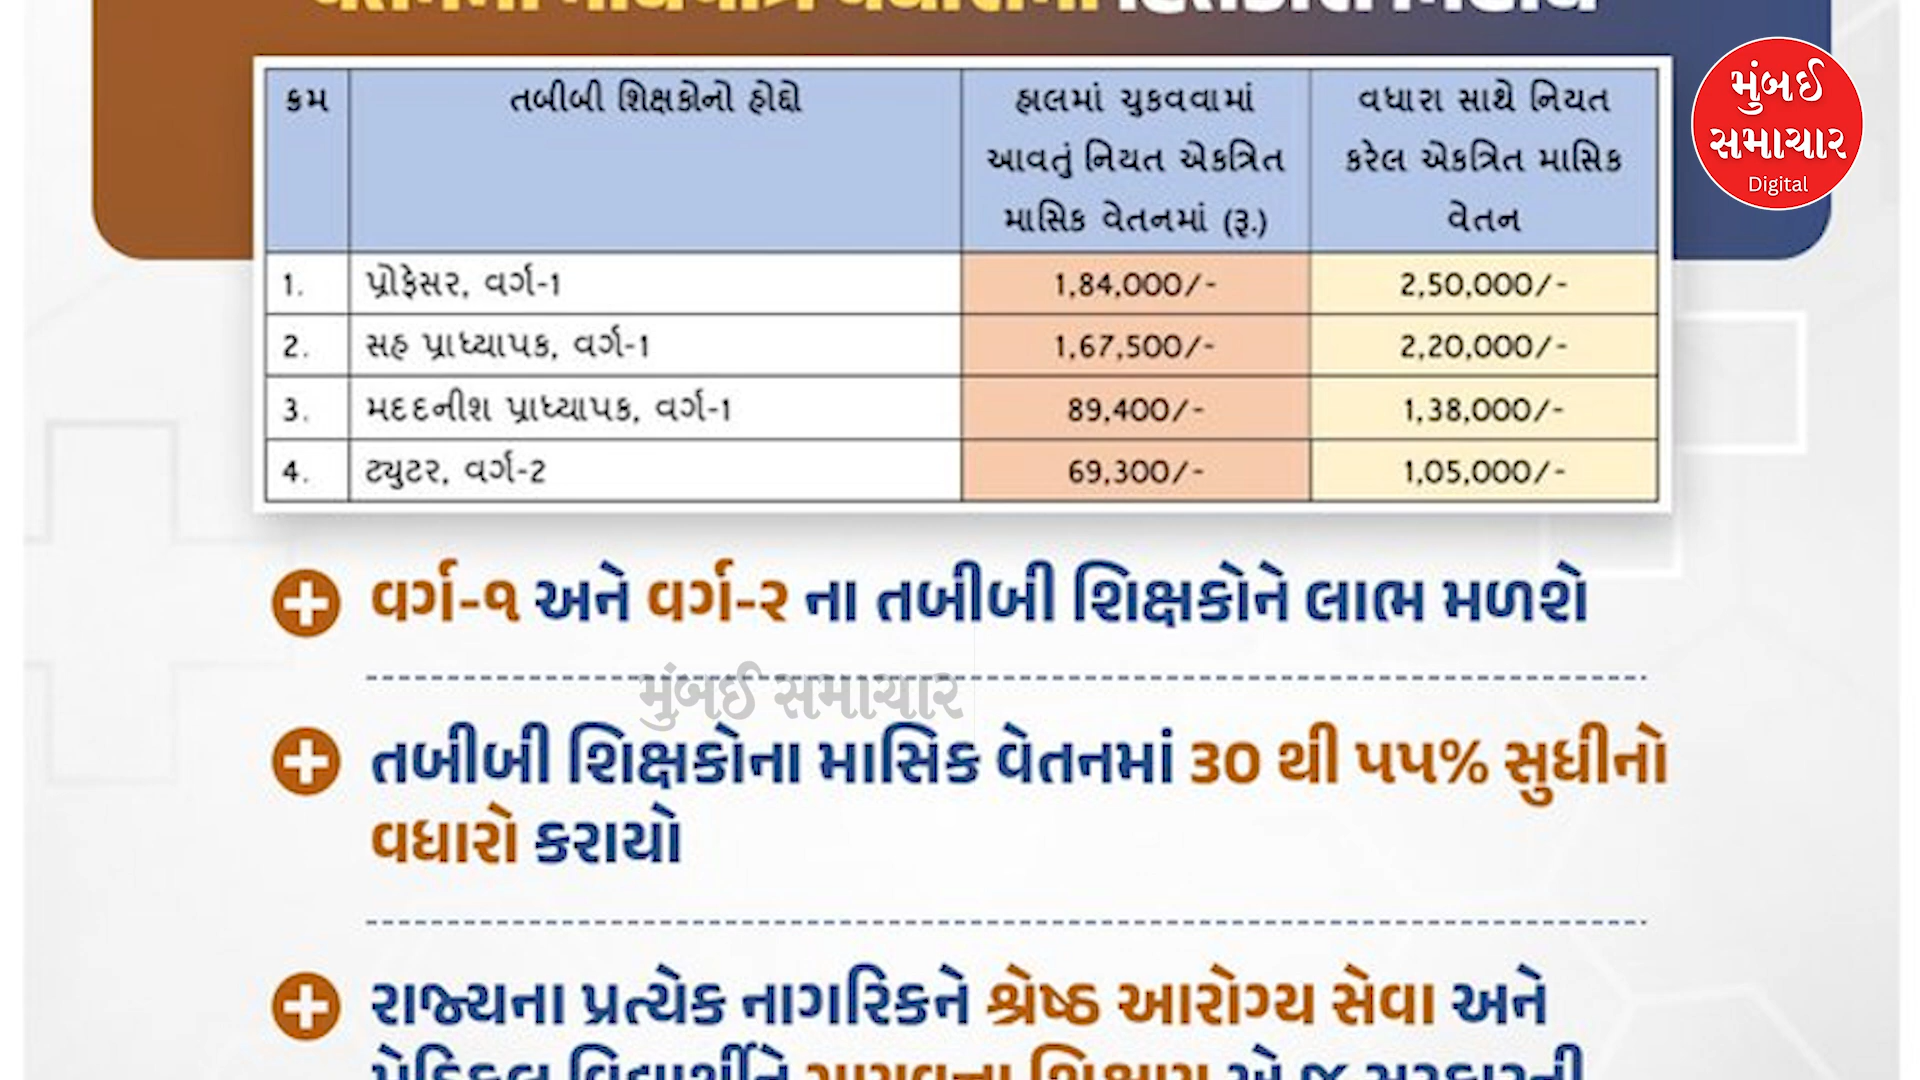 મુંબઈ
સમાચાર
Digital
ક્રમ તબીબી શિક્ષકોનો હોદ્દો હાલમાં ચુકવવામાં આવતું નિયત એકત્રિત માસિક વેતનમાં (રૂ.) વધારા સાથે નિયત કરેલ એકત્રિત માસિક વેતન
1. પ્રોફેસર, વર્ગ-1 1,84,000/- 2,50,000/-
2. સહ પ્રાધ્યાપક, વર્ગ-1 1,67,500/- 2,20,000/-
3. મદદનીશ પ્રાધ્યાપક, વર્ગ-1 89,400/- 1,38,000/-
4. ટ્યુટર, વર્ગ-2 69,300/- 1,05,000/-
વર્ગ-૧ અને વર્ગ-૨ ના તબીબી શિક્ષકોને લાભ મળશે
મુંબઈ સમાચાર
તબીબી શિક્ષકોના માસિક વેતનમાં ૩૦ થી ૫૫% સુધીનો
વધારો કરાયો
રાજ્યના પ્રત્યેક નાગરિકને શ્રેષ્ઠ આરોગ્ય સેવા અને